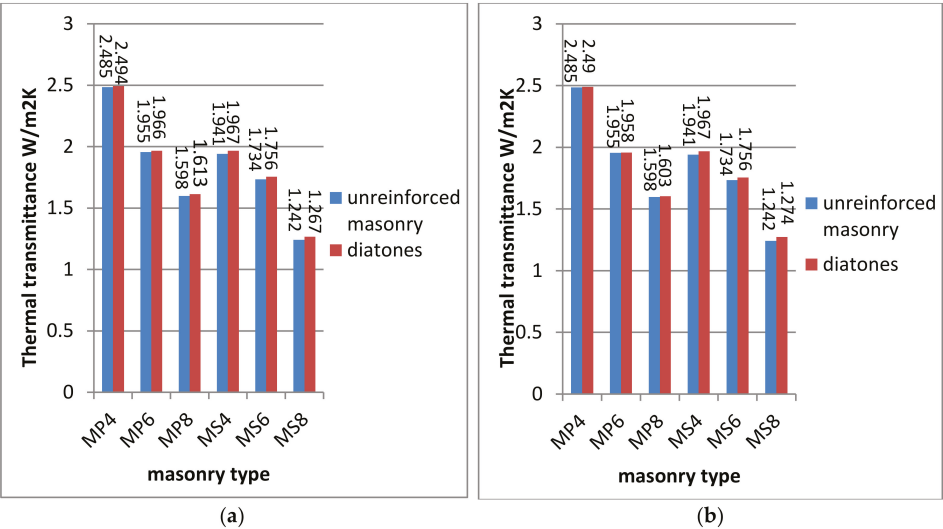 3
2.5
2
1.5
1
0.5
0
Thermal transmittance W/m2K
2.485
2.494
1.955
1.966
1.598
1.613
1.941
1.967
1.734
1.756
1.242
1.267
MP4
MP6
MP8
MS4
MS6
MS8
masonry type
unreinforced
masonry
diatones
(a)
3
2.5
2
1.5
1
0.5
0
Thermal transmittance W/m2K
2.485
2.49
1.955
1.958
1.598
1.603
1.941
1.967
1.734
1.756
1.242
1.274
MP4
MP6
MP8
MS4
MS6
MS8
masonry type
unreinforced
masonry
diatones
(b)